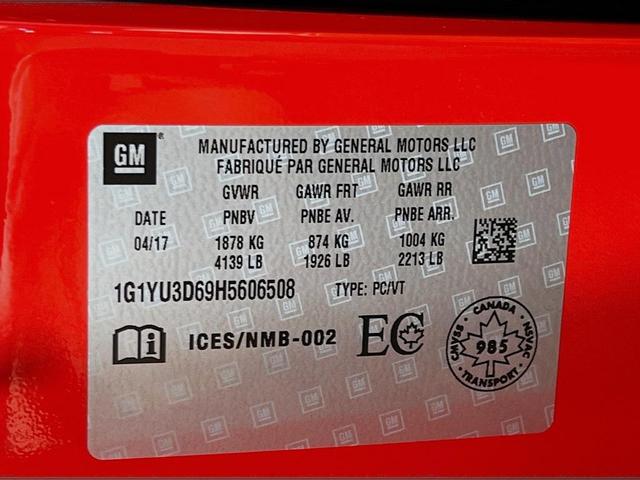 GM
MANUFACTURED BY GENERAL MOTORS LLC
FABRIQUÉ PAR GENERAL MOTORS LLC
GVWR GAWR FRT GAWR RR
DATE PNBV PNBE AV. PNBE ARR.
04/17 1878 KG 874 KG 1004 KG
4139 LB 1926 LB 2213 LB
1G1YU3D69H5606508 TYPE: PC/VT
i ICES/NMB-002 EC
CANADA
CMVSS 985 NSVAC
TRANSPORT